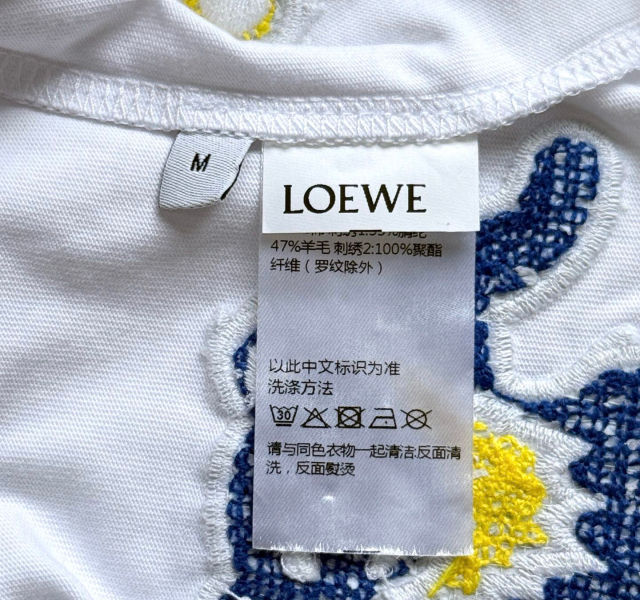 M
LOEWE
47%羊毛 刺绣2:100%聚酯
纤维（罗纹除外）
以此中文标识为准
洗涤方法
30
请与同色衣物一起清洁:反面清
洗，反面熨烫